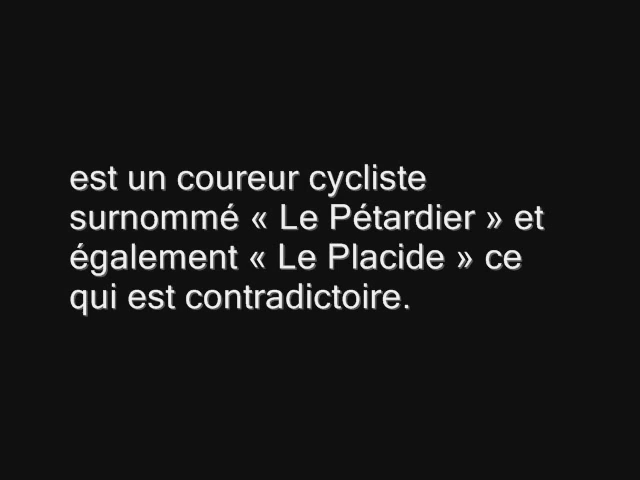 est un coureur cycliste
surnommé « Le Pétardier » et
également « Le Placide » ce
qui est contradictoire.